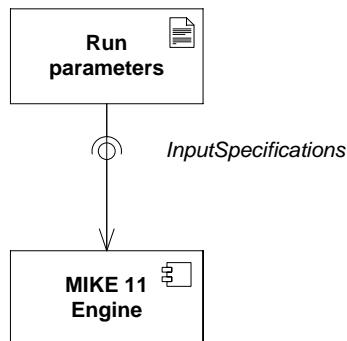 Run
parameters
InputSpecifications
MIKE 11
Engine